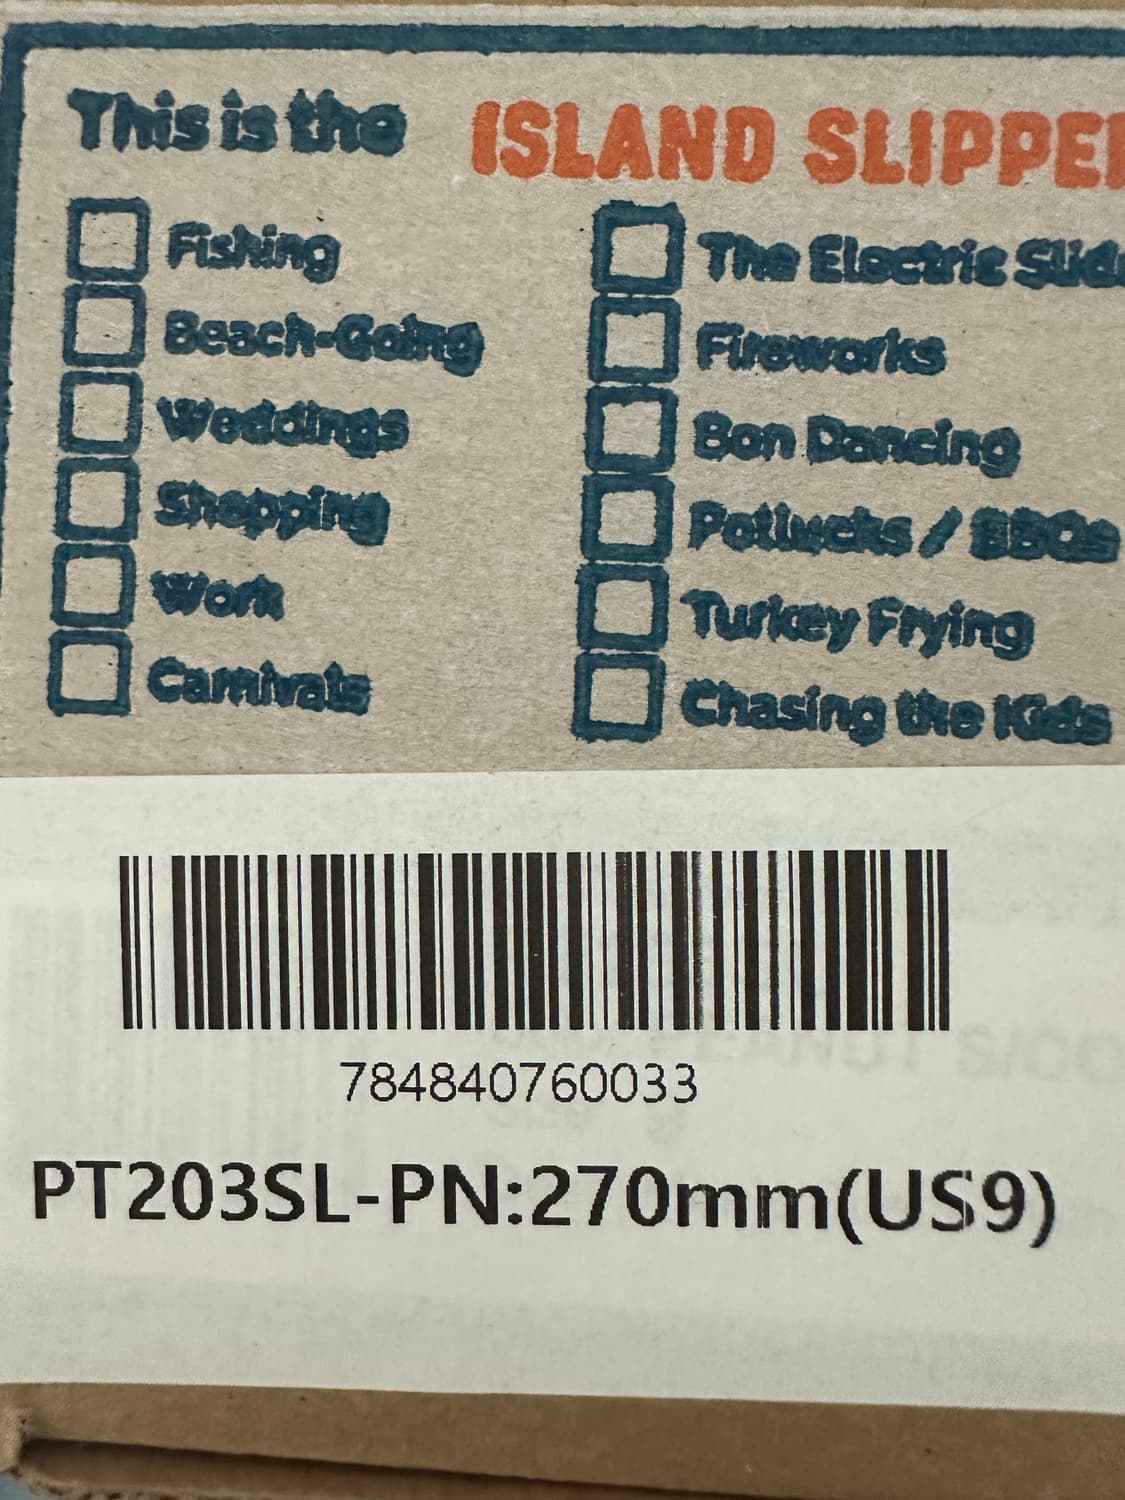 This is the ISLAND SLIPPER
Fishing
Beach-Going
Weddings
Shopping
Work
Carnivals
The Electric Slide
Fireworks
Bon Dancing
Potlucks / BBQs
Turkey Frying
Chasing the Kids
784840760033
PT203SL-PN:270mm(US9)